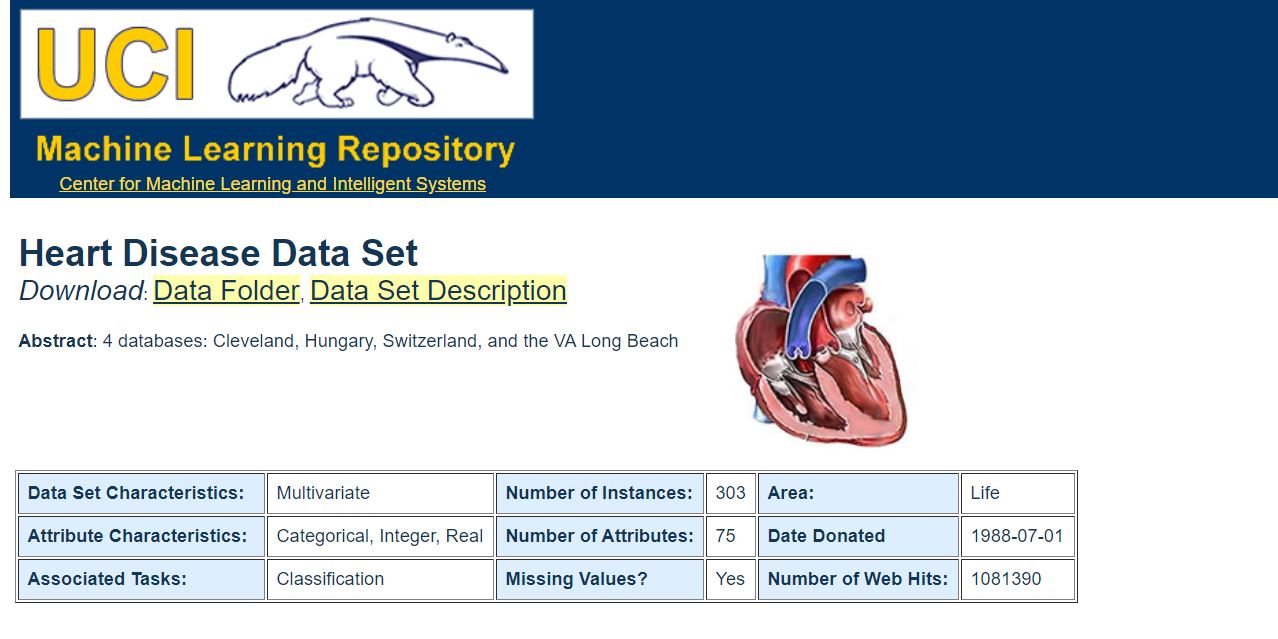 UCI
Machine Learning Repository
Center for Machine Learning and Intelligent Systems
Heart Disease Data Set
Download: Data Folder, Data Set Description
Abstract: 4 databases: Cleveland, Hungary, Switzerland, and the VA Long Beach
Data Set Characteristics: Multivariate Number of Instances: 303 Area: Life
Attribute Characteristics: Categorical, Integer, Real Number of Attributes: 75 Date Donated 1988-07-01
Associated Tasks: Classification Missing Values? Yes Number of Web Hits: 1081390